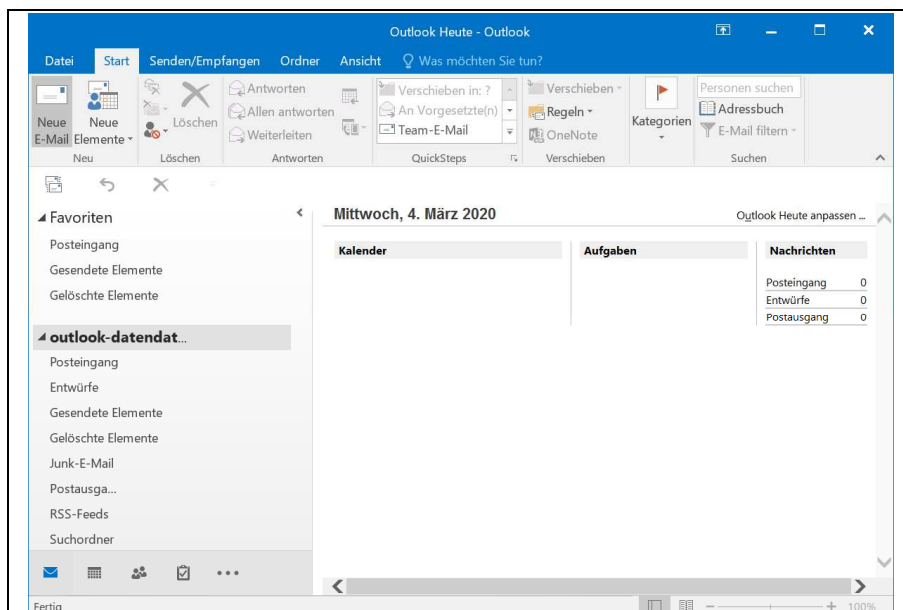 Outlook Heute - Outlook
Datei Start Senden/Empfangen Ordner Ansicht Was möchten Sie tun?
Neue E-Mail
Neue Elemente
Neu
Löschen
Löschen
Antworten
Allen antworten
Weiterleiten
Antworten
Verschieben in: ?
An Vorgesetzte(n)
Team-E-Mail
QuickSteps
Verschieben
Regeln
OneNote
Verschieben
Kategorien
Personen suchen
Adressbuch
E-Mail filtern
Suchen
Favoriten
Posteingang
Gesendete Elemente
Gelöschte Elemente
outlook-datendat...
Posteingang
Entwürfe
Gesendete Elemente
Gelöschte Elemente
Junk-E-Mail
Postausga...
RSS-Feeds
Suchordner
Mittwoch, 4. März 2020
Outlook Heute anpassen ...
Kalender
Aufgaben
Nachrichten
Posteingang 0
Entwürfe 0
Postausgang 0
Fertig
100%